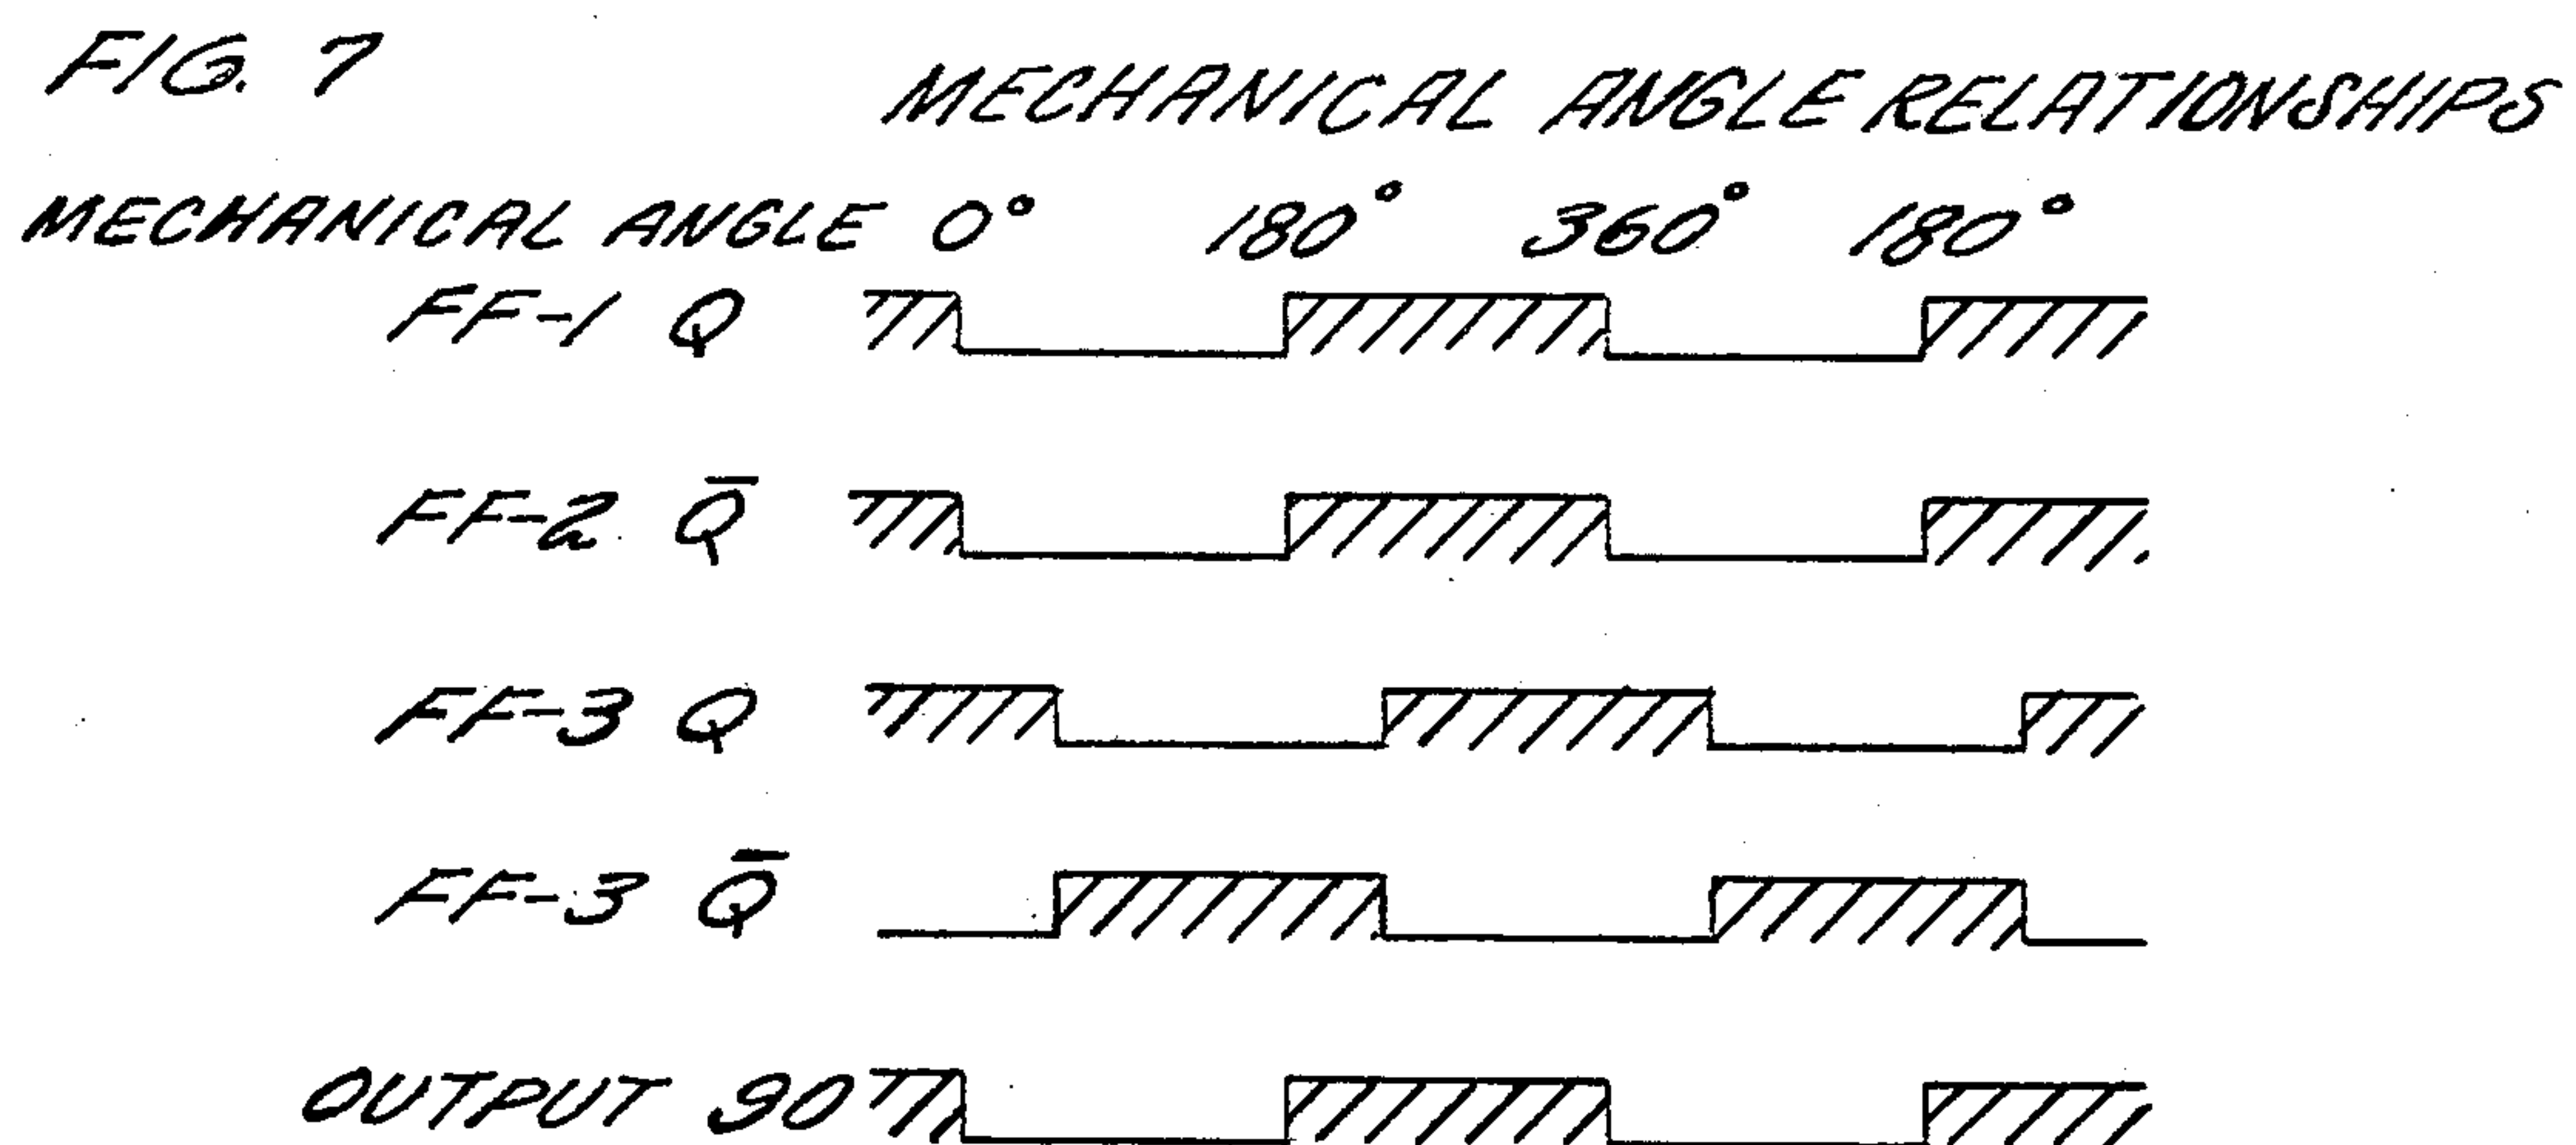 FIG. 7
MECHANICAL ANGLE RELATIONSHIPS
MECHANICAL ANGLE 0° 180° 360° 180°
FF-1 Q
FF-2 Q̄
FF-3 Q
FF-3 Q̄
OUTPUT 90